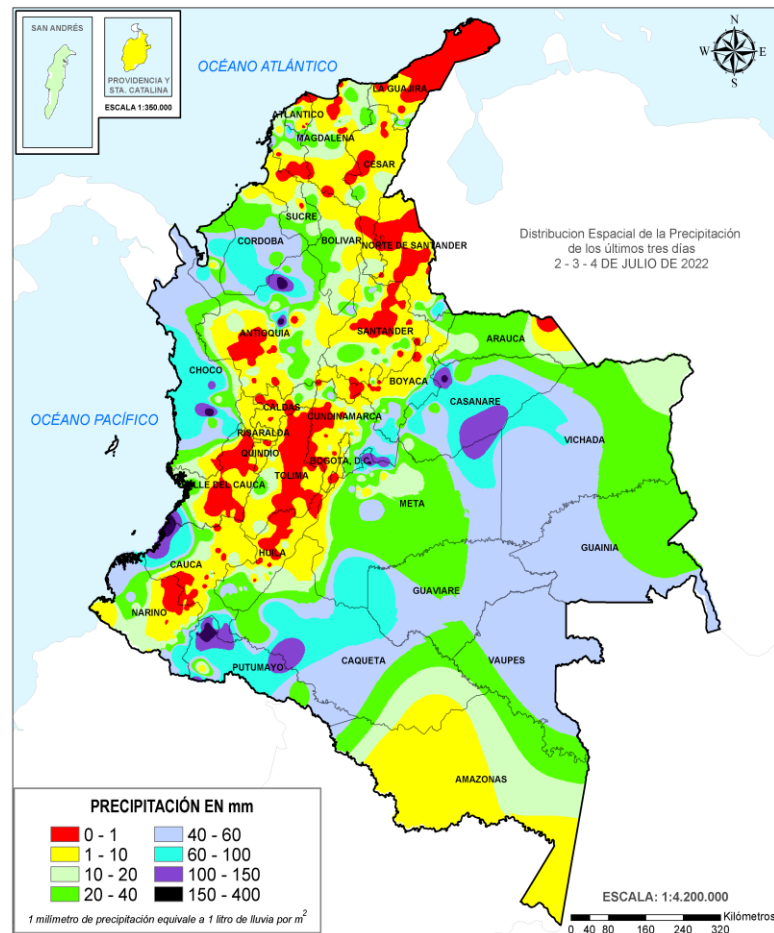 SAN ANDRÉS
PROVIDENCIA Y
STA. CATALINA
ESCALA 1:350.000
OCÉANO ATLÁNTICO
N
W E
S
LA GUAJIRA
ATLANTICO
MAGDALENA
CESAR
SUCRE
CORDOBA
BOLIVAR
NORTE DE SANTANDER
Distribucion Espacial de la Precipitación
de los últimos tres días
2 - 3 - 4 DE JULIO DE 2022
ANTIOQUIA
SANTANDER
ARAUCA
CHOCO
BOYACA
CASANARE
OCÉANO PACÍFICO
CALDAS
CUNDINAMARCA
VICHADA
RISARALDA
QUINDIO
BOGOTA, D.C.
TOLIMA
VALLE DEL CAUCA
META
GUAINIA
HUILA
CAUCA
GUAVIARE
NARINO
PUTUMAYO
CAQUETA
VAUPES
AMAZONAS
PRECIPITACIÓN EN mm
0 - 1 40 - 60
1 - 10 60 - 100
10 - 20 100 - 150
20 - 40 150 - 400
1 milímetro de precipitación equivale a 1 litro de lluvia por m²
ESCALA: 1:4.200.000
Kilómetros
0 40 80 160 240 320